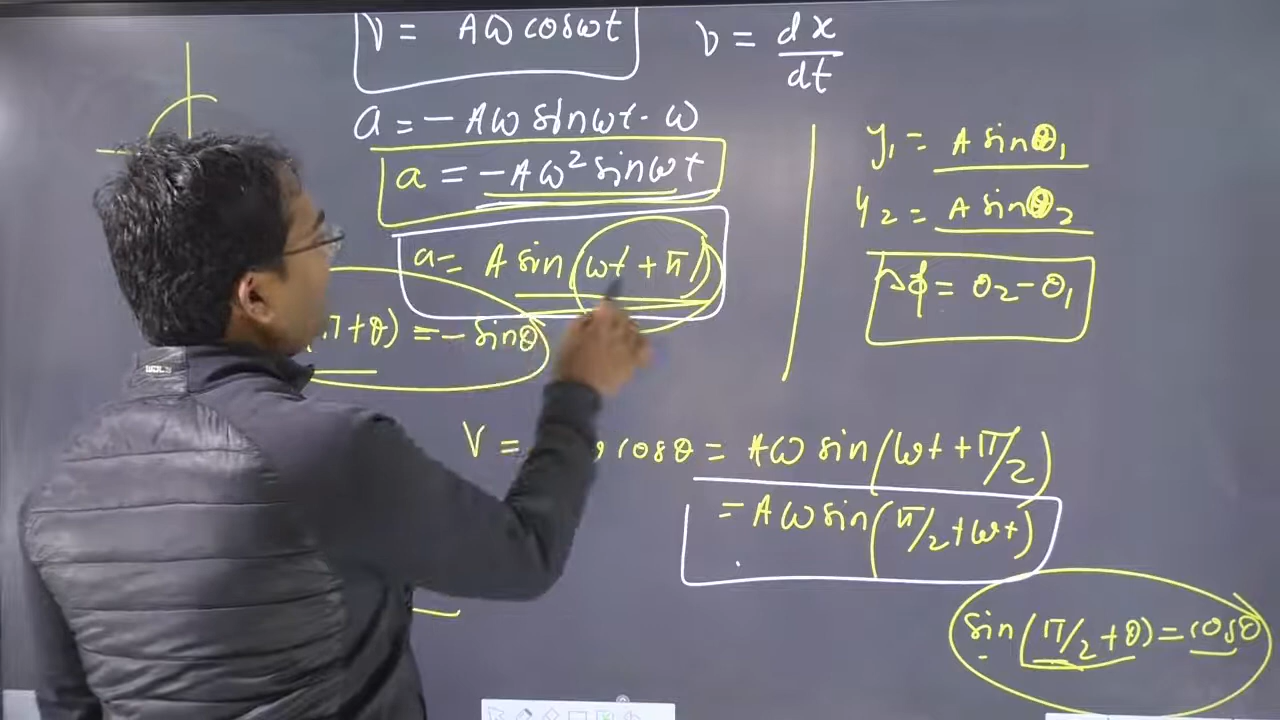 V = Aω cosωt
v = dx/dt
a = - Aω sinωt · ω
a = -Aω² sinωt
a = A sin(ωt + π)
(π + θ) = - sinθ
y₁ = A sinθ₁
y₂ = A sinθ₂
Δϕ = θ₂ - θ₁
V = cosθ = Aω sin(ωt + π/2)
= Aω sin(π/2 + ωt)
sin(π/2 + θ) = cosθ